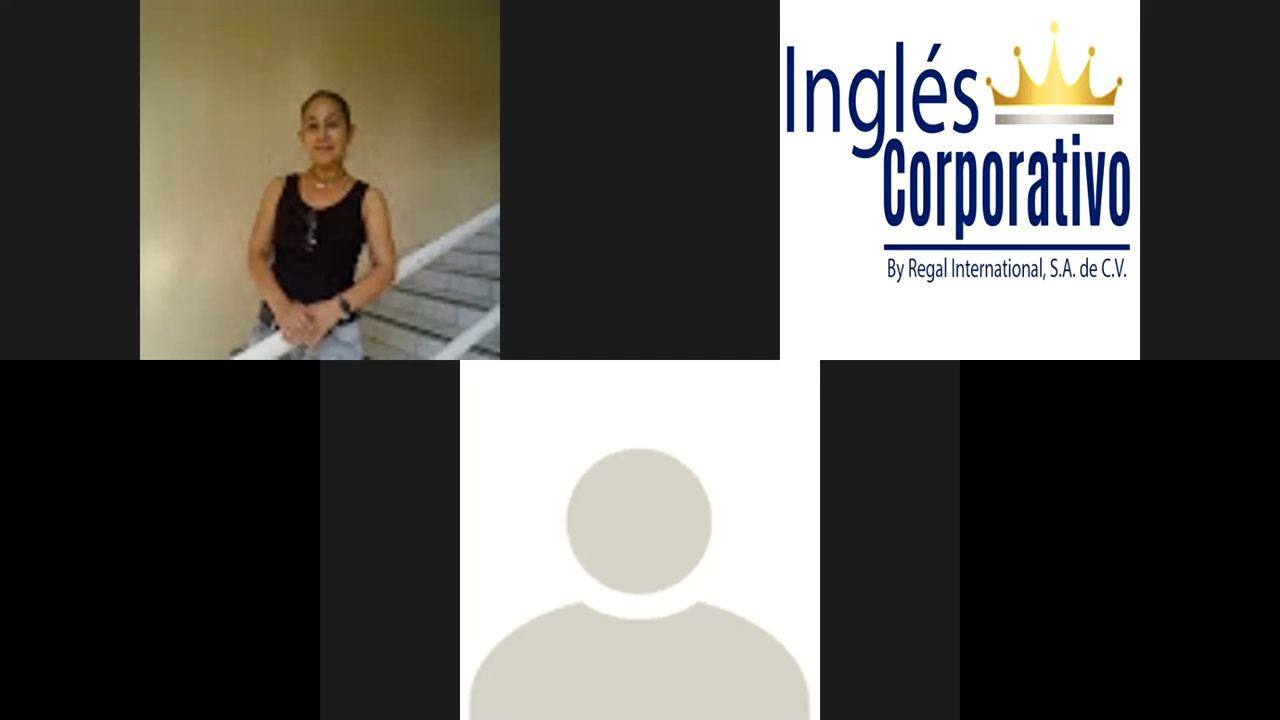 Inglés
Corporativo
By Regal International, S.A. de C.V.